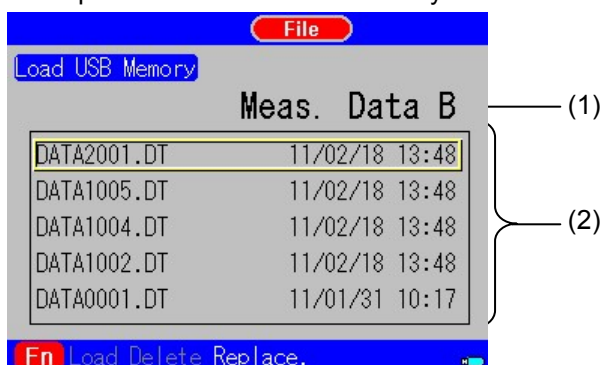 File
Load USB Memory
Meas. Data B
(1)
DATA2001.DT 11/02/18 13:48
DATA1005.DT 11/02/18 13:48
DATA1004.DT 11/02/18 13:48
(2)
DATA1002.DT 11/02/18 13:48
DATA0001.DT 11/01/31 10:17
Fn Load Delete Replace.